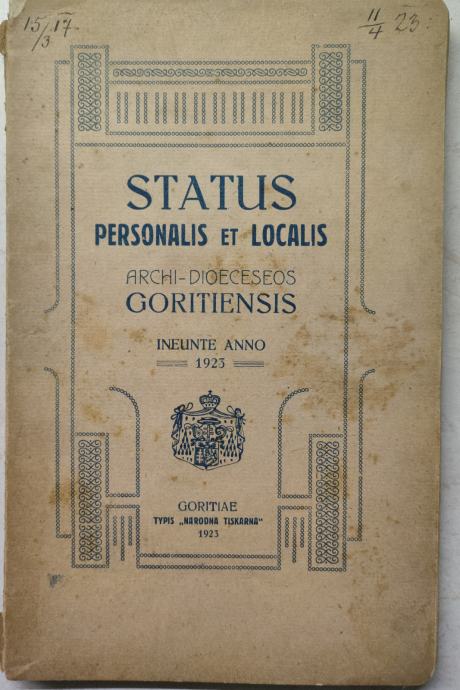 15/3 17.
11/4 23.
STATUS
PERSONALIS ET LOCALIS
ARCHI-DIOECESEOS
GORITIENSIS
INEUNTE ANNO
1923
GORITIAE
TYPIS „NARODNA TISKARNA“
1923